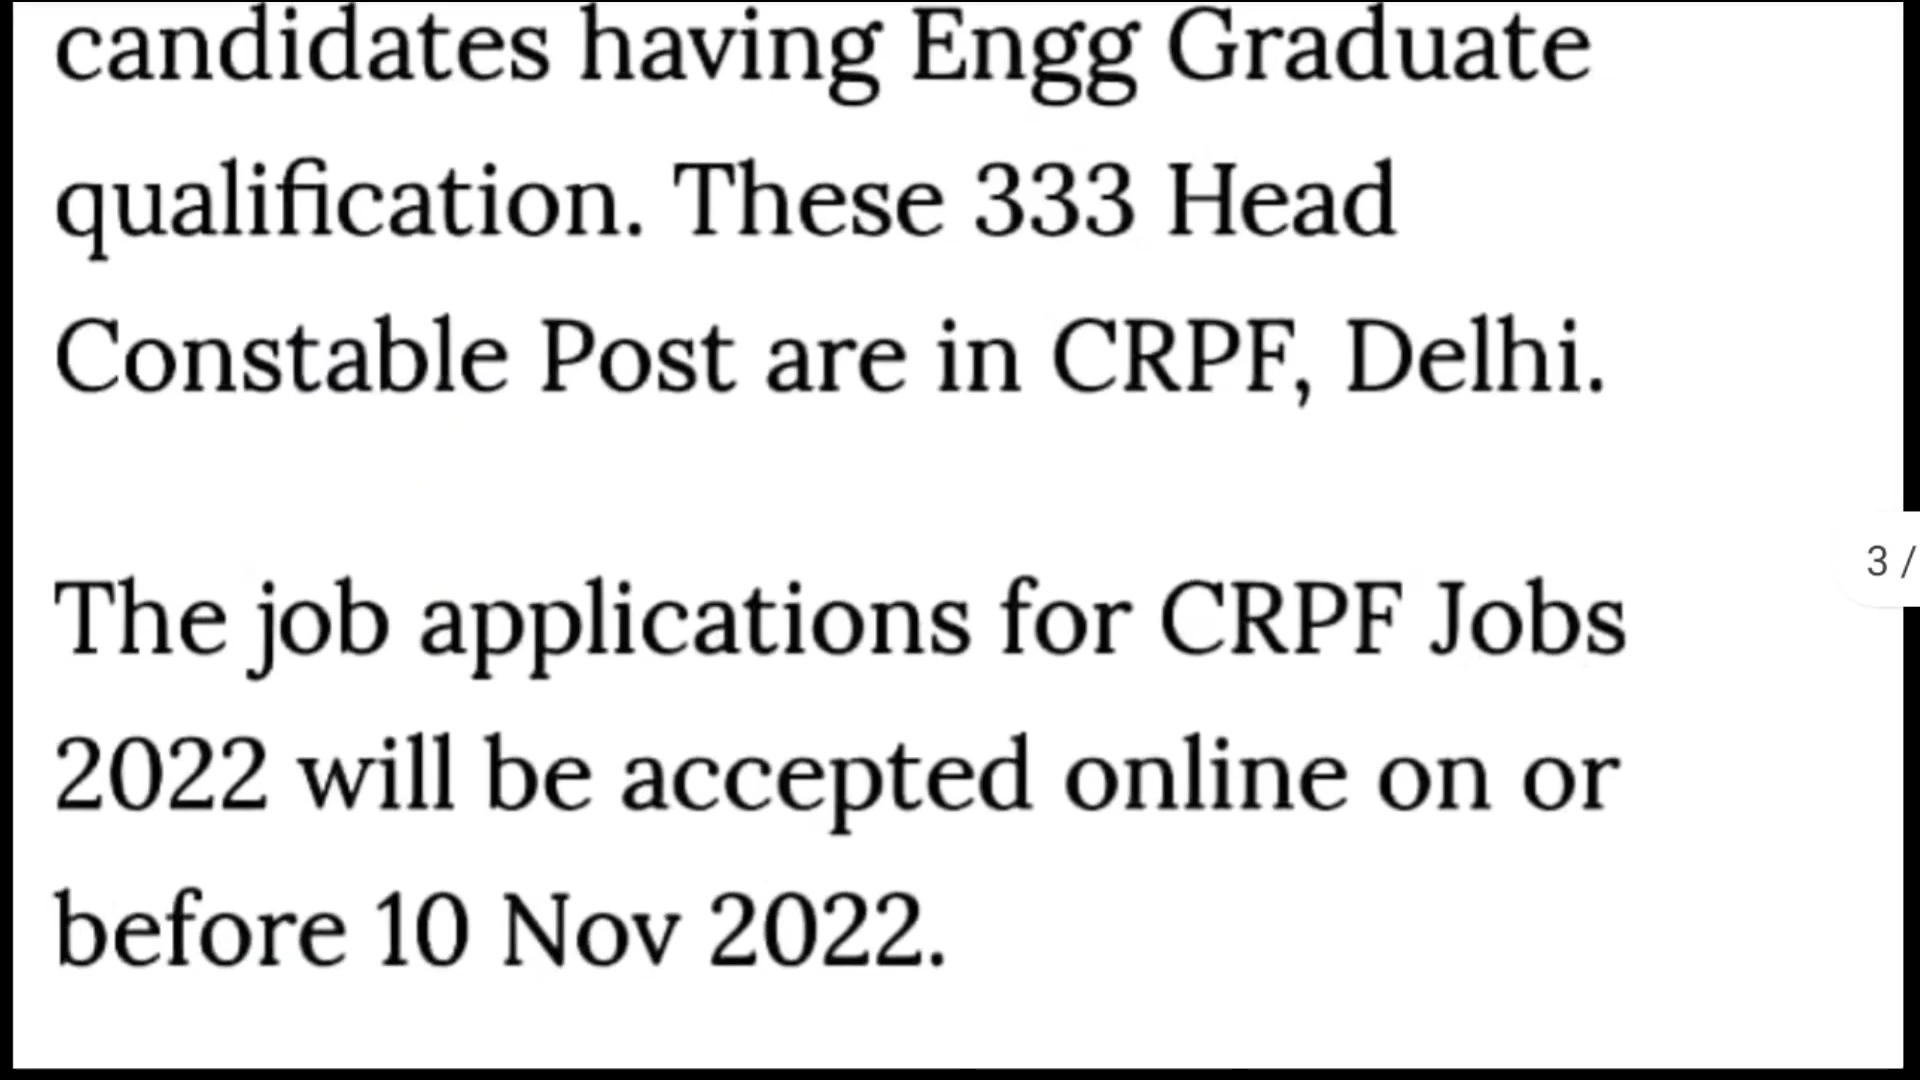 candidates having Engg Graduate
qualification. These 333 Head
Constable Post are in CRPF, Delhi.
The job applications for CRPF Jobs
2022 will be accepted online on or
before 10 Nov 2022.
3 /